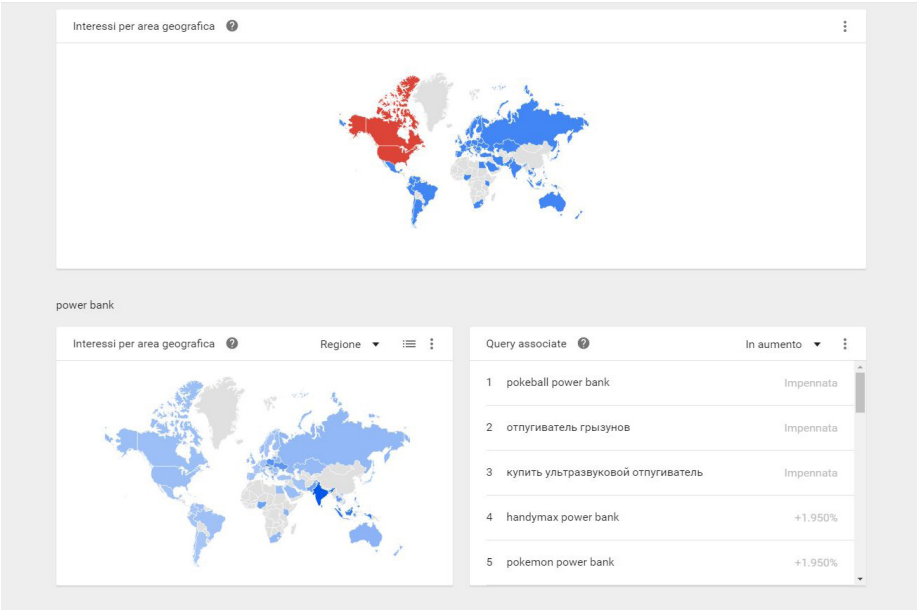 Interessi per area geografica
power bank
Interessi per area geografica
Regione
Query associate
In aumento
1 pokeball power bank Impennata
2 отпугиватель грызунов Impennata
3 купить ультразвуковой отпугиватель Impennata
4 handymax power bank +1.950%
5 pokemon power bank +1.950%